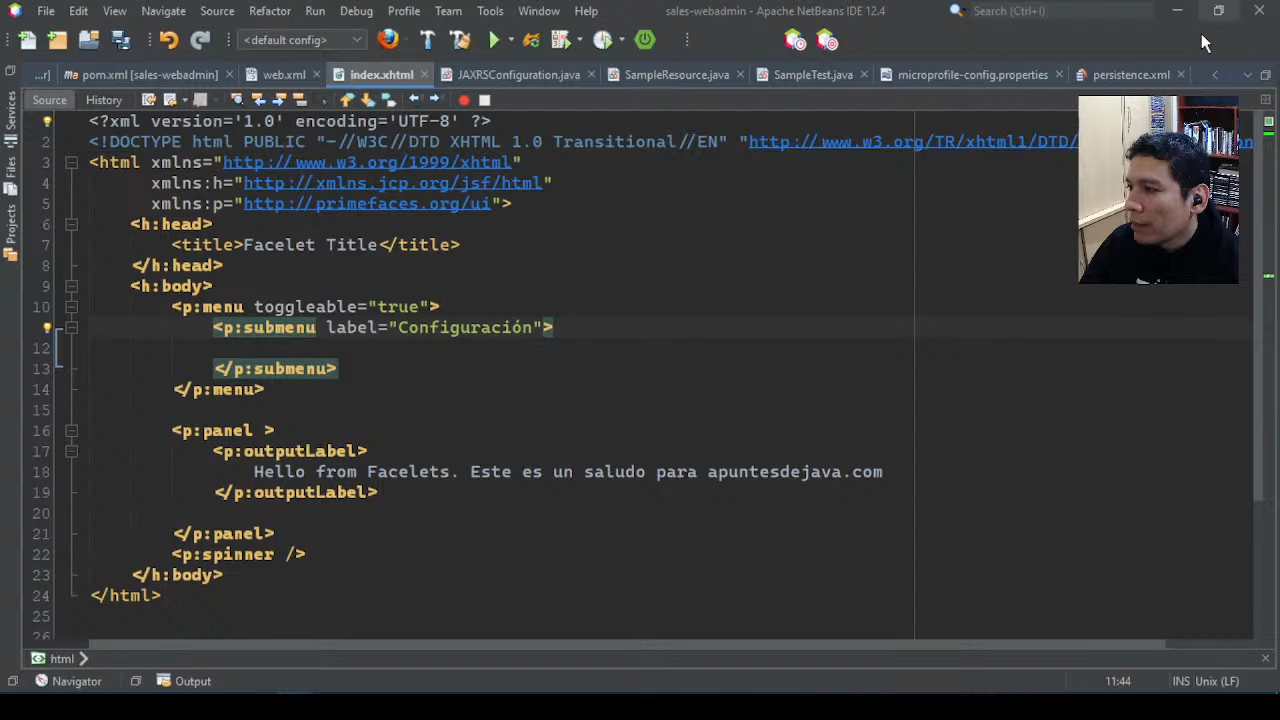 File Edit View Navigate Source Refactor Run Debug Profile Team Tools Window Help sales-webadmin - Apache NetBeans IDE 12.4 Search (Ctrl+I)
<default config>
...r] pom.xml [sales-webadmin] web.xml index.xhtml JAXRSConfiguration.java SampleResource.java SampleTest.java microprofile-config.properties persistence.xml
Source History
Services
Files
Projects
1 <?xml version='1.0' encoding='UTF-8' ?>
2 <!DOCTYPE html PUBLIC "-//W3C//DTD XHTML 1.0 Transitional//EN" "http://www.w3.org/TR/xhtml1/DTD/
3 <html xmlns="http://www.w3.org/1999/xhtml"
4 xmlns:h="http://xmlns.jcp.org/jsf/html"
5 xmlns:p="http://primefaces.org/ui">
6 <h:head>
7 <title>Facelet Title</title>
8 </h:head>
9 <h:body>
10 <p:menu toggleable="true">
<p:submenu label="Configuración">
12
13 </p:submenu>
14 </p:menu>
15
16 <p:panel >
17 <p:outputLabel>
18 Hello from Facelets. Este es un saludo para apuntesdejava.com
19 </p:outputLabel>
20
21 </p:panel>
22 <p:spinner />
23 </h:body>
24 </html>
25
26
html
Navigator Output 11:44 INS Unix (LF)